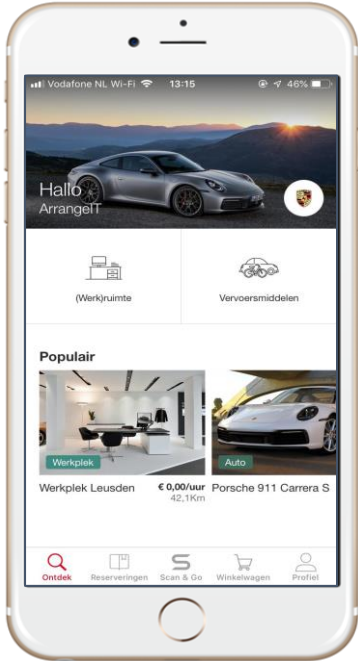 Vodafone NL Wi-Fi 13:15 46%
Hallo
ArrangeIT
(Werk)ruimte
Vervoersmiddelen
Populair
Werkplek
Auto
Werkplek Leusden € 0,00/uur
42,1Km
Porsche 911 Carrera S
Ontdek Reserveringen Scan & Go Winkelwagen Profiel